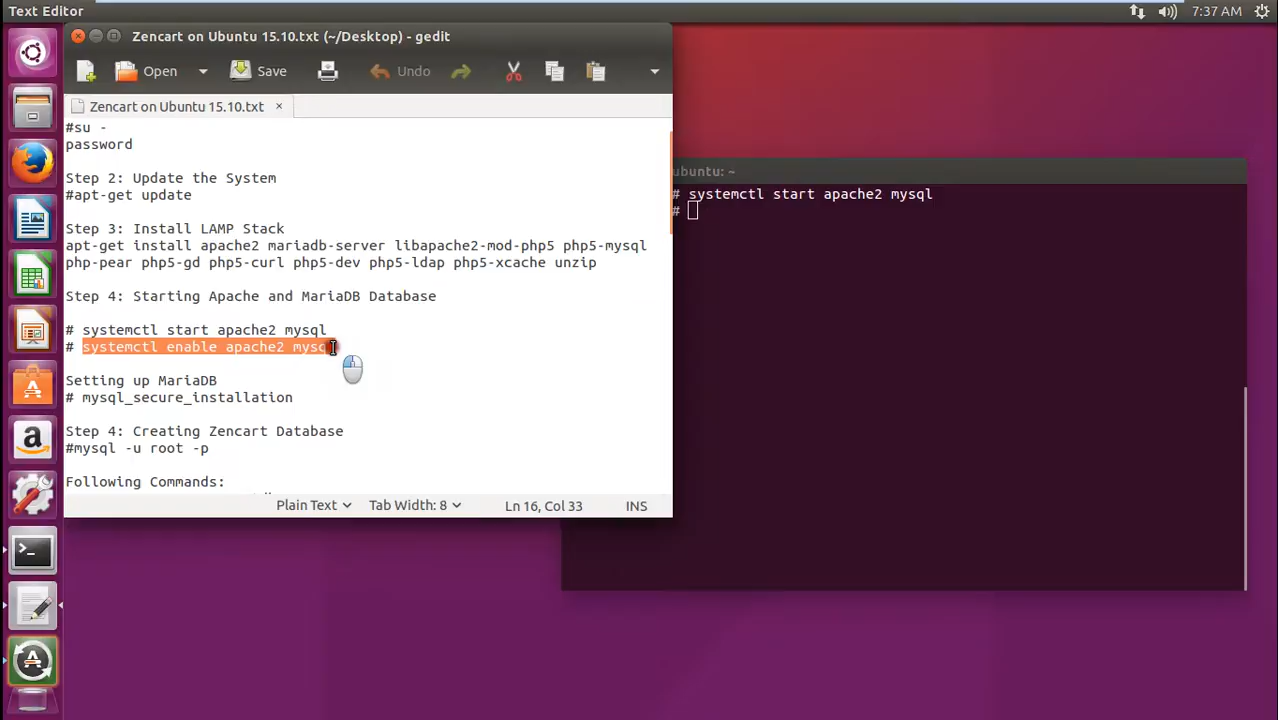 Text Editor
7:37 AM
Zencart on Ubuntu 15.10.txt (~/Desktop) - gedit
Open
Save
Undo
Zencart on Ubuntu 15.10.txt ×
#su -
password
Step 2: Update the System
#apt-get update
Step 3: Install LAMP Stack
apt-get install apache2 mariadb-server libapache2-mod-php5 php5-mysql
php-pear php5-gd php5-curl php5-dev php5-ldap php5-xcache unzip
Step 4: Starting Apache and MariaDB Database
# systemctl start apache2 mysql
# systemctl enable apache2 mysql
Setting up MariaDB
# mysql_secure_installation
Step 4: Creating Zencart Database
#mysql -u root -p
Following Commands:
Plain Text
Tab Width: 8
Ln 16, Col 33
INS
ubuntu: ~
# systemctl start apache2 mysql
#